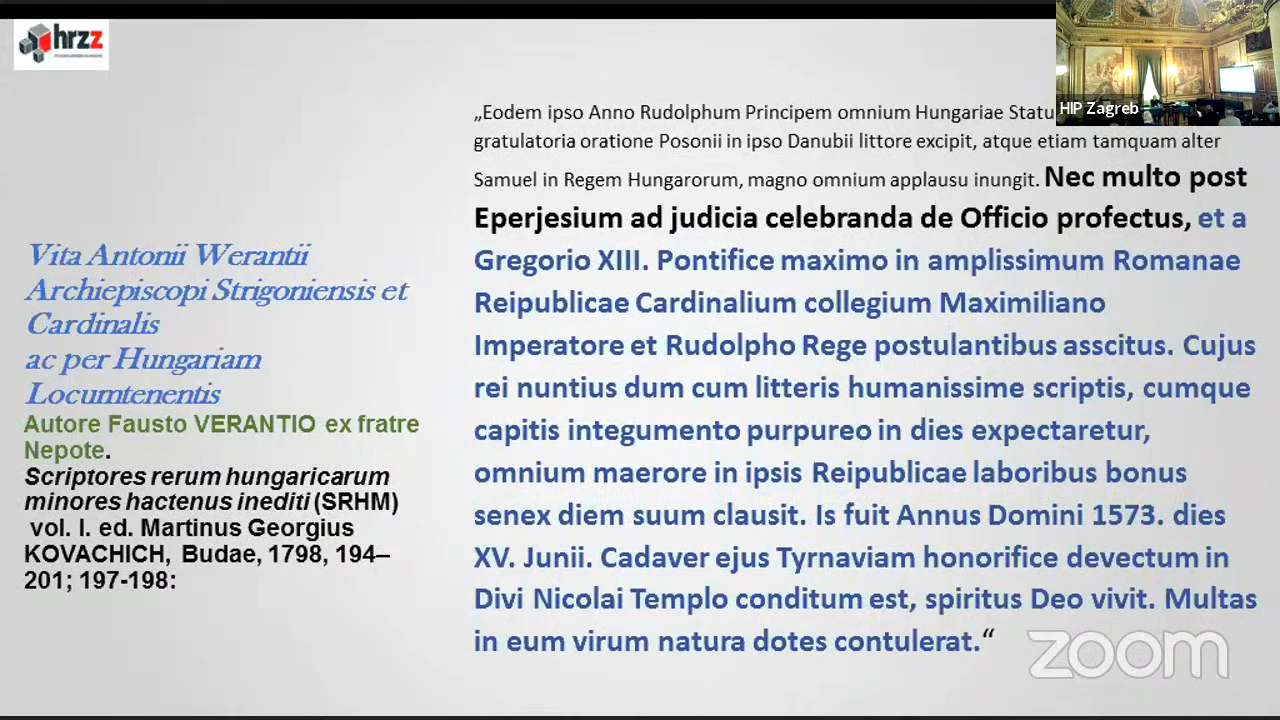 hrzz
HIP Zagreb
Vita Antonii Werantii
Archiepiscopi Strigoniensis et
Cardinalis
ac per Hungariam
Locumtenentis
Autore Fausto VERANTIO ex fratre
Nepote.
Scriptores rerum hungaricarum
minores hactenus inediti (SRHM)
vol. I. ed. Martinus Georgius
KOVACHICH, Budae, 1798, 194–
201; 197-198:
„Eodem ipso Anno Rudolphum Principem omnium Hungariae
gratulatoria oratione Posonii in ipso Danubii littore excipit, atque etiam tamquam alter
Samuel in Regem Hungarorum, magno omnium applausu inungit. Nec multo post
Eperjesium ad judicia celebranda de Officio profectus, et a
Gregorio XIII. Pontifice maximo in amplissimum Romanae
Reipublicae Cardinalium collegium Maximiliano
Imperatore et Rudolpho Rege postulantibus asscitus. Cujus
rei nuntius dum cum litteris humanissime scriptis, cumque
capitis integumento purpureo in dies expectaretur,
omnium maerore in ipsis Reipublicae laboribus bonus
senex diem suum clausit. Is fuit Annus Domini 1573. dies
XV. Junii. Cadaver ejus Tyrnaviam honorifice devectum in
Divi Nicolai Templo conditum est, spiritus Deo vivit. Multas
in eum virum natura dotes contulerat.“
zoom